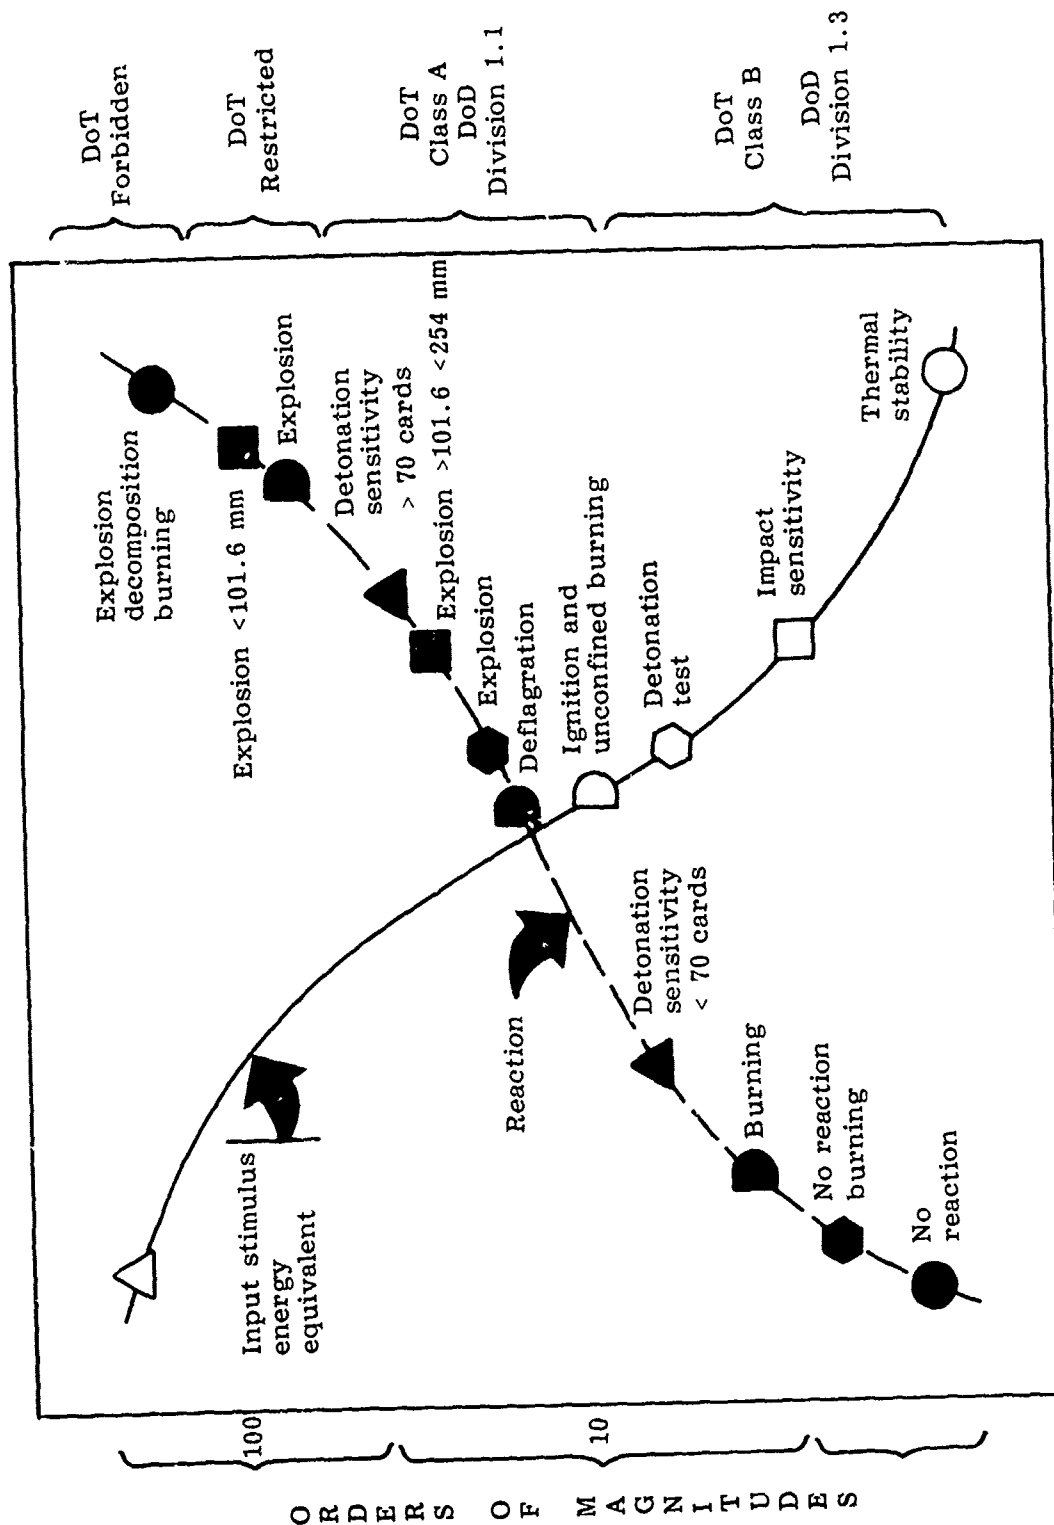 ORDERS OF MAGNITUDES
100
10
Input stimulus
energy
equivalent
Reaction
No
reaction
No reaction
burning
Burning
Detonation
sensitivity
< 70 cards
Deflagration
Explosion
Explosion >101.6 <254 mm
Detonation
sensitivity
> 70 cards
Explosion
Explosion <101.6 mm
Explosion
decomposition
burning
Ignition and
unconfined burning
Detonation
test
Impact
sensitivity
Thermal
stability
DoT
Forbidden
DoT
Restricted
DoT
Class A
DoD
Division 1.1
DoT
Class B
DoD
Division 1.3